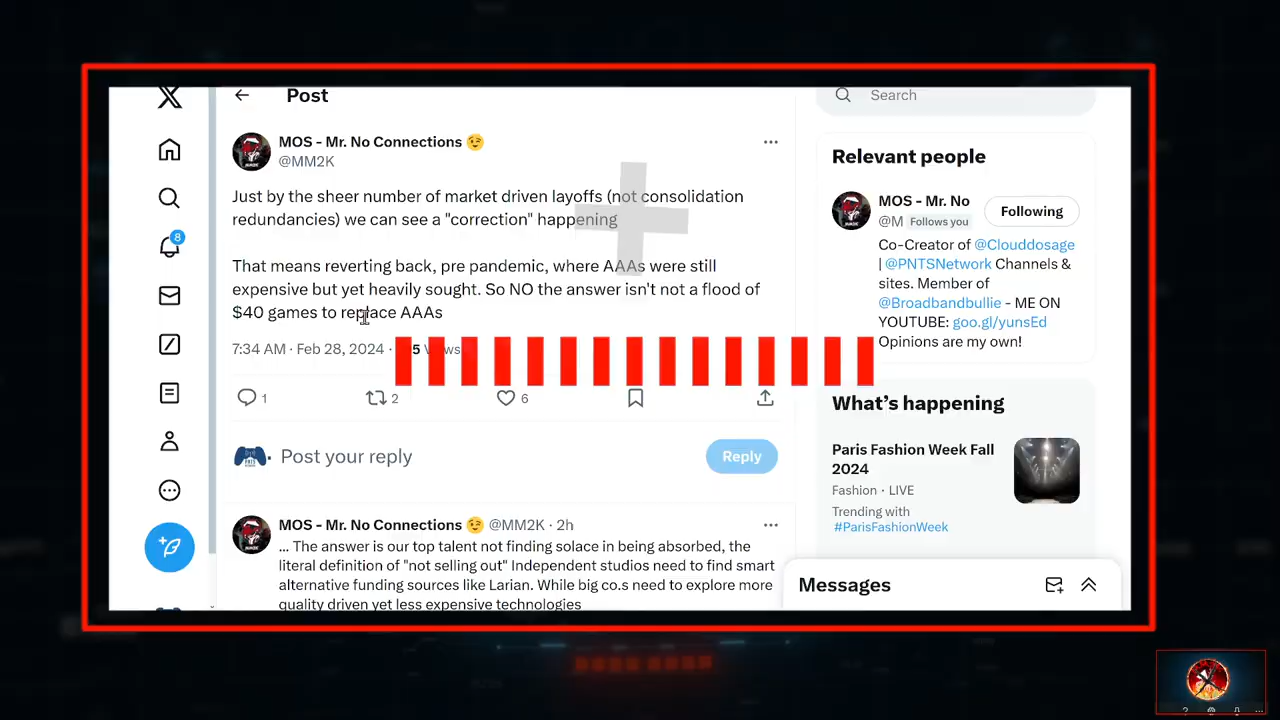 Post
Search
MOS - Mr. No Connections 😉
@MM2K
Just by the sheer number of market driven layoffs (not consolidation
redundancies) we can see a "correction" happening
That means reverting back, pre pandemic, where AAAs were still
expensive but yet heavily sought. So NO the answer isn't not a flood of
$40 games to replace AAAs
7:34 AM · Feb 28, 2024 ·
1
2
6
8
Post your reply
Reply
MOS - Mr. No Connections 😉 @MM2K · 2h
... The answer is our top talent not finding solace in being absorbed, the
literal definition of "not selling out" Independent studios need to find smart
alternative funding sources like Larian. While big co.s need to explore more
quality driven yet less expensive technologies
Relevant people
MOS - Mr. No
Following
@M Follows you
Co-Creator of @Clouddosage
| @PNTSNetwork Channels &
sites. Member of
@Broadbandbullie - ME ON
YOUTUBE: goo.gl/yunsEd
Opinions are my own!
What's happening
Paris Fashion Week Fall
2024
Fashion · LIVE
Trending with
#ParisFashionWeek
Messages